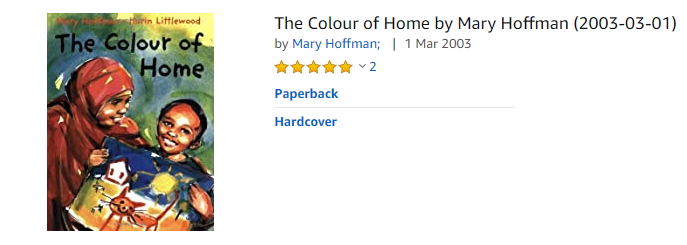 Mary Hoffman · Karin Littlewood
The Colour of
Home
The Colour of Home by Mary Hoffman (2003-03-01)
by Mary Hoffman; | 1 Mar 2003
2
Paperback
Hardcover